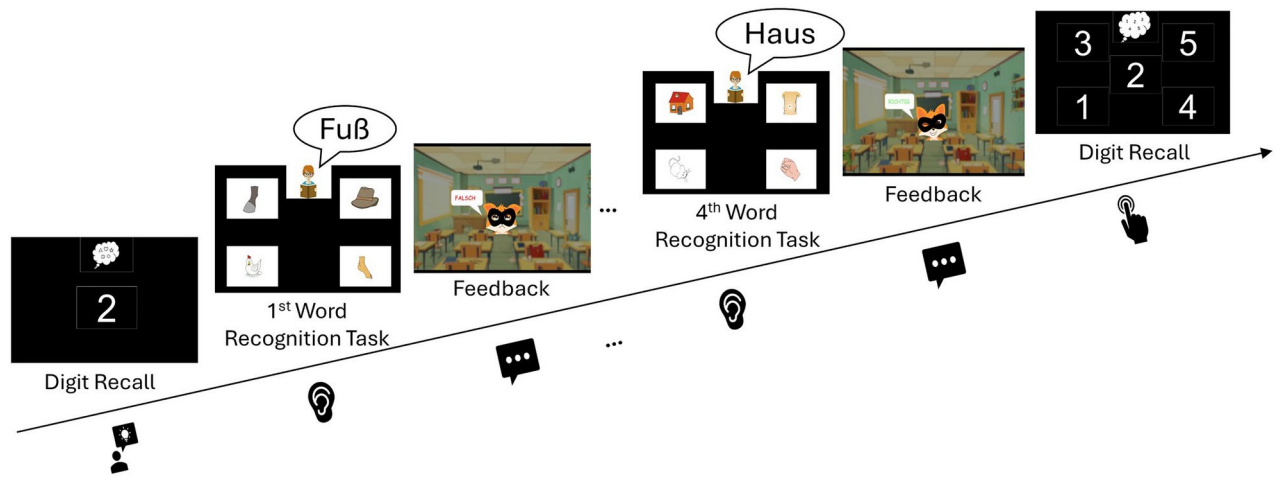 2
Digit Recall
Fuß
1st Word
Recognition Task
FALSCH
Feedback
...
...
Haus
4th Word
Recognition Task
RICHTIG
Feedback
3 5
2
1 4
Digit Recall